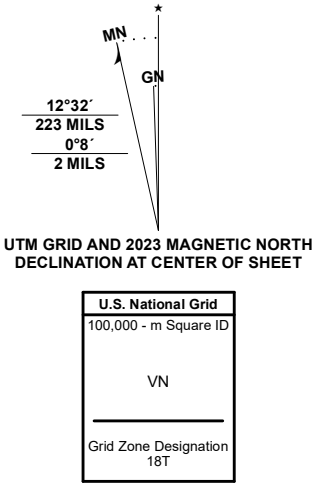 ★
MN
GN
12°32´
223 MILS
0°8´
2 MILS
UTM GRID AND 2023 MAGNETIC NORTH
DECLINATION AT CENTER OF SHEET
U.S. National Grid
100,000 - m Square ID
VN
Grid Zone Designation
18T